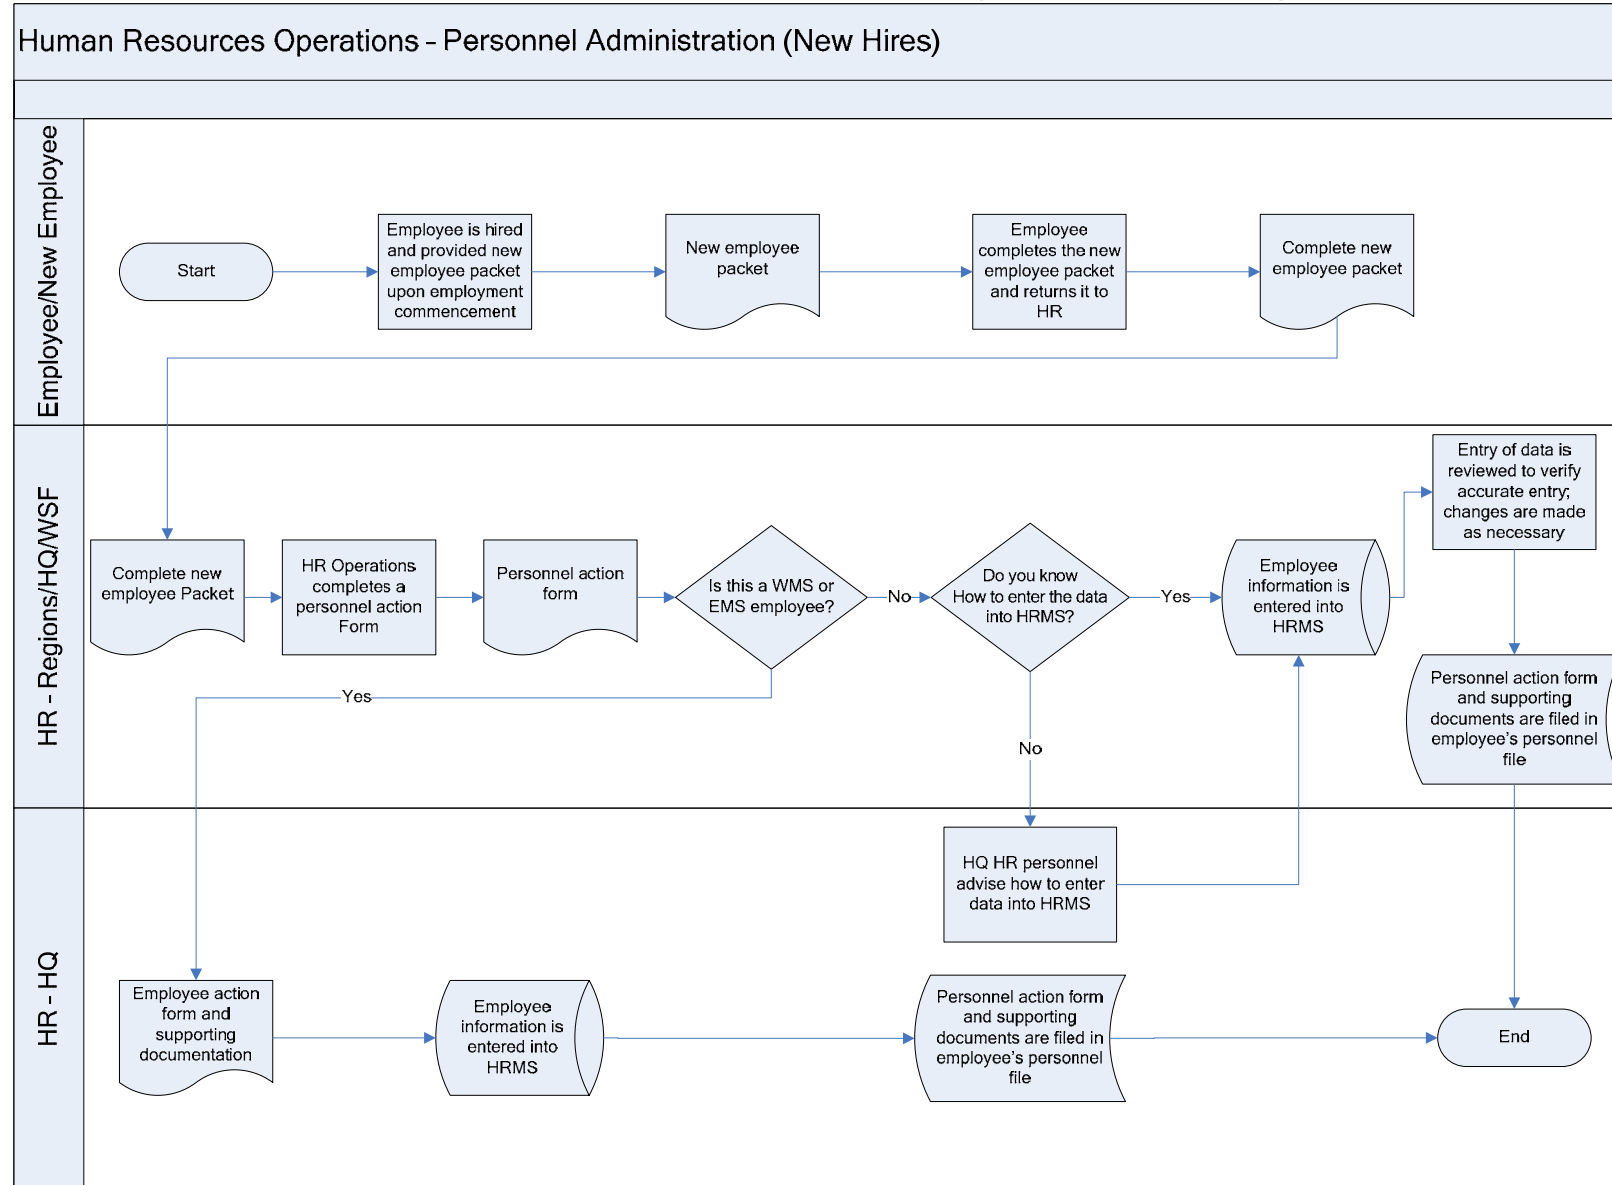 Human Resources Operations - Personnel Administration (New Hires)
Employee/New Employee
Start
Employee is hired
and provided new
employee packet
upon employment
commencement
New employee
packet
Employee
completes the new
employee packet
and returns it to
HR
Complete new
employee packet
HR - Regions/HQ/WSF
Complete new
employee Packet
HR Operations
completes a
personnel action
Form
Personnel action
form
Is this a WMS or
EMS employee?
No
Do you know
How to enter the data
into HRMS?
Yes
Employee
information is
entered into
HRMS
Entry of data is
reviewed to verify
accurate entry;
changes are made
as necessary
Personnel action form
and supporting
documents are filed in
employee's personnel
file
Yes
No
HR - HQ
HQ HR personnel
advise how to enter
data into HRMS
Employee action
form and
supporting
documentation
Employee
information is
entered into
HRMS
Personnel action form
and supporting
documents are filed in
employee's personnel
file
End